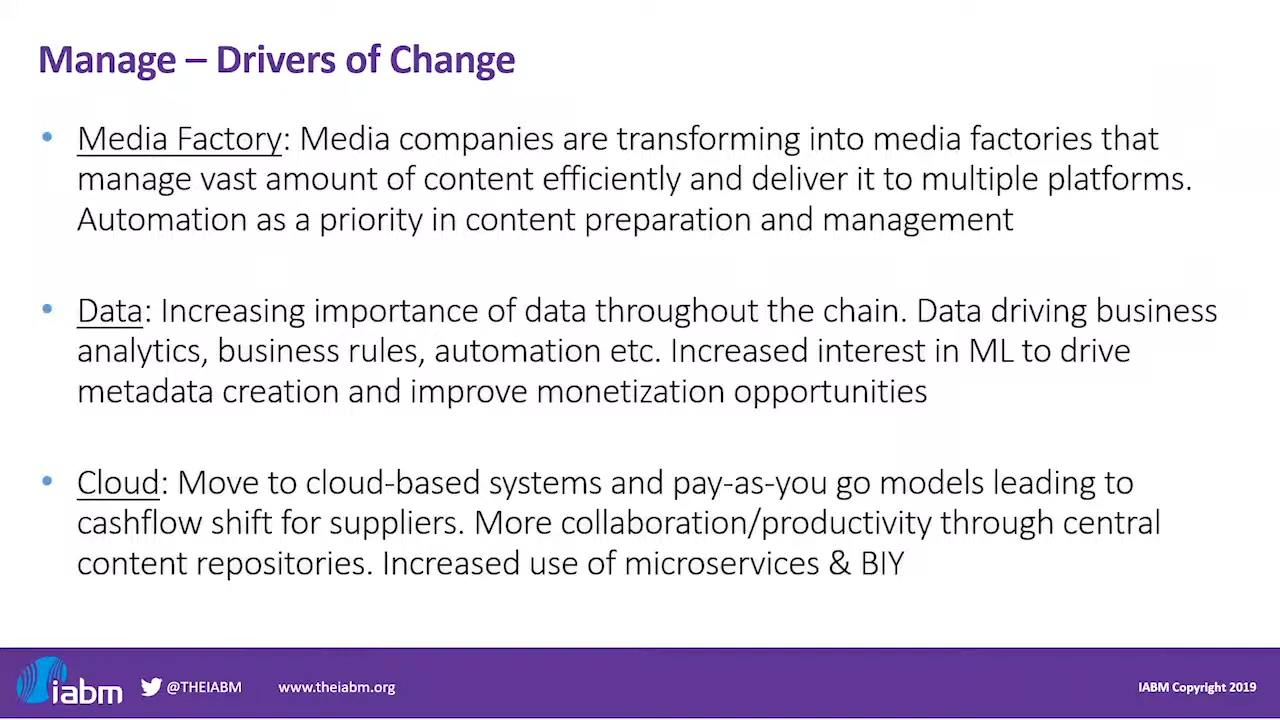 Manage – Drivers of Change
• Media Factory: Media companies are transforming into media factories that
manage vast amount of content efficiently and deliver it to multiple platforms.
Automation as a priority in content preparation and management
• Data: Increasing importance of data throughout the chain. Data driving business
analytics, business rules, automation etc. Increased interest in ML to drive
metadata creation and improve monetization opportunities
• Cloud: Move to cloud-based systems and pay-as-you go models leading to
cashflow shift for suppliers. More collaboration/productivity through central
content repositories. Increased use of microservices & BIY
iabm @THEIABM www.theiabm.org IABM Copyright 2019